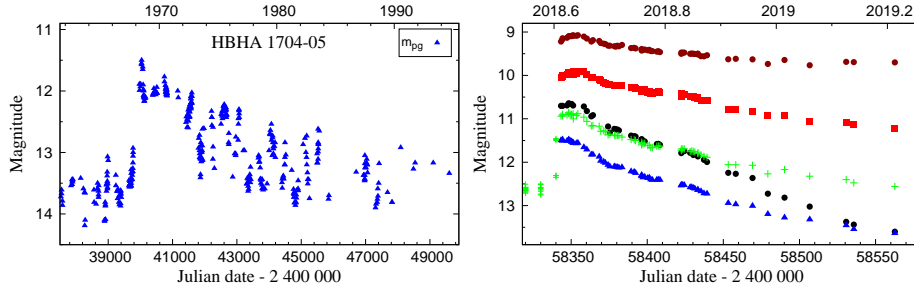 1970 1977 1983 1990
HBHA 1704-05
m_pg
Magnitude
11
12
13
14
39000 41000 43000 45000 47000 49000
Julian date - 2 400 000
2018.6 2018.8 2019 2019.2
Magnitude
9
10
11
12
13
58350 58400 58450 58500 58550
Julian date - 2 400 000